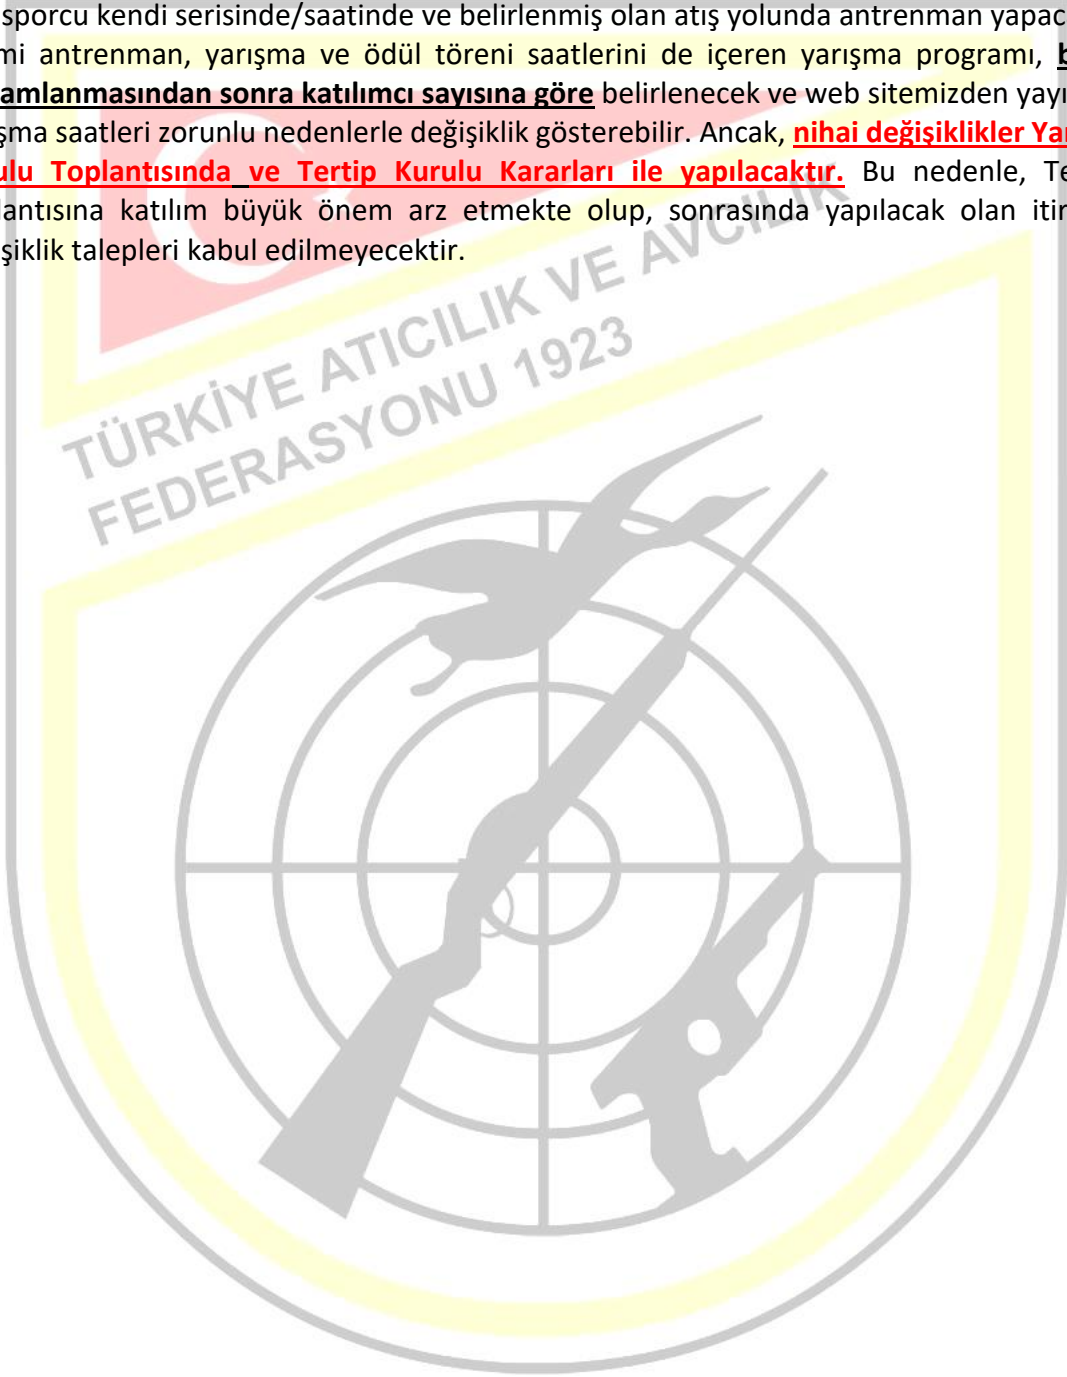 sporcu kendi serisinde/saatinde ve belirlenmiş olan atış yolunda antrenman yapac
mi antrenman, yarışma ve ödül töreni saatlerini de içeren yarışma programı, b
amlanmasından sonra katılımcı sayısına göre belirlenecek ve web sitemizden yayı
şma saatleri zorunlu nedenlerle değişiklik gösterebilir. Ancak, nihai değişiklikler Yar
ulu Toplantısında ve Tertip Kurulu Kararları ile yapılacaktır. Bu nedenle, Te
lantısına katılım büyük önem arz etmekte olup, sonrasında yapılacak olan itir
şiklik talepleri kabul edilmeyecektir.
TÜRKİYE ATICILIK VE AVCILIK
FEDERASYONU 1923